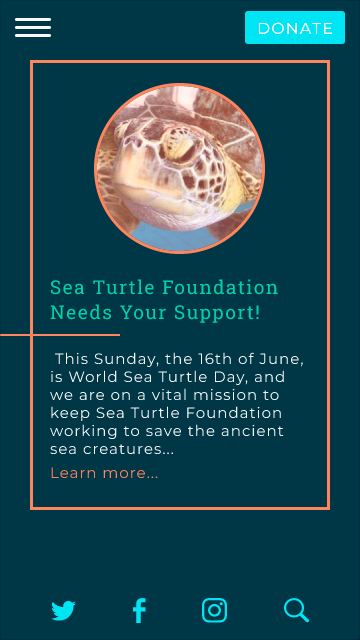 DONATE
Sea Turtle Foundation
Needs Your Support!
This Sunday, the 16th of June,
is World Sea Turtle Day, and
we are on a vital mission to
keep Sea Turtle Foundation
working to save the ancient
sea creatures...
Learn more...